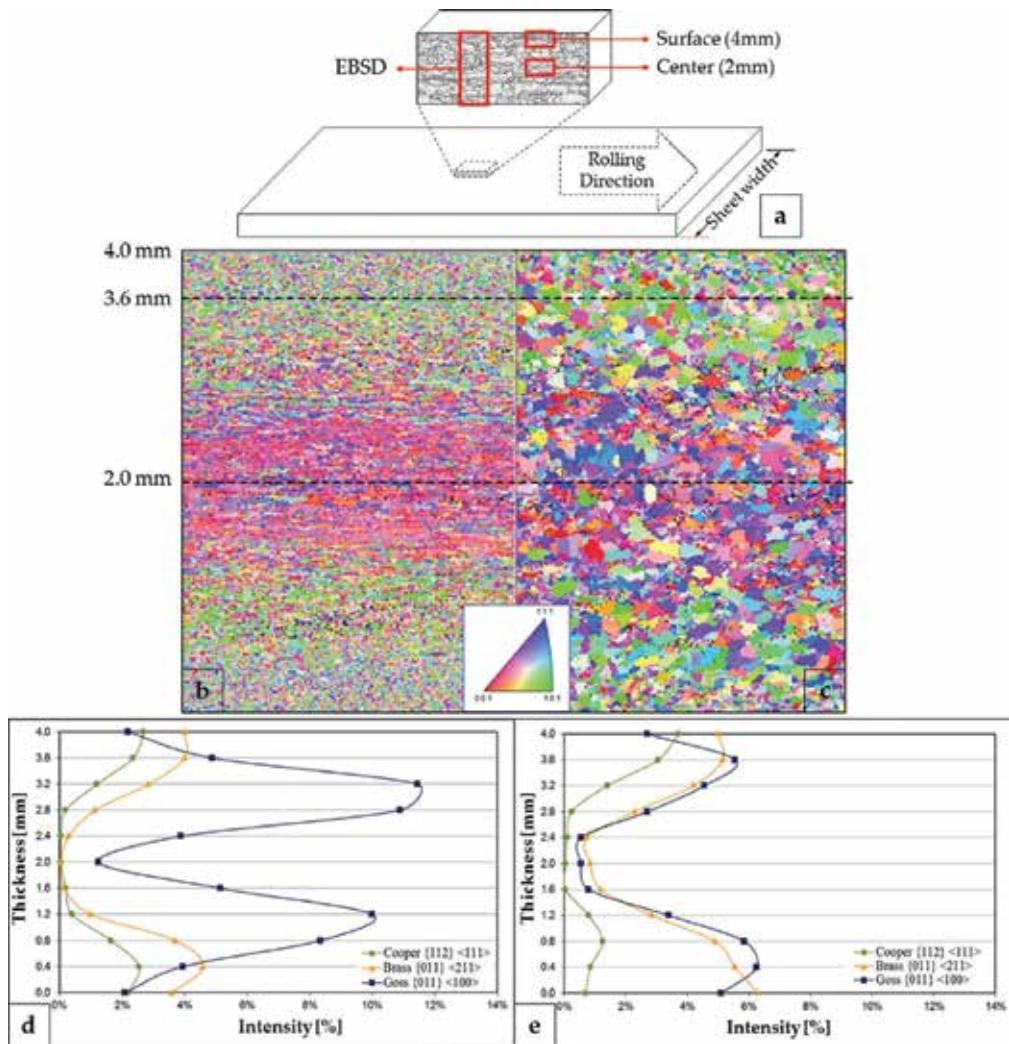 Surface (4mm)
EBSD
Center (2mm)
Rolling
Direction
Sheet width
a
4.0 mm
3.6 mm
2.0 mm
111
001
101
b
c
4.0
3.6
3.2
2.8
2.4
2.0
1.6
1.2
0.8
0.4
0.0
Thickness [mm]
Cooper {112} <111>
Brass {011} <211>
Goss {011} <100>
0%
2%
4%
6%
8%
10%
12%
14%
Intensity [%]
d
4.0
3.6
3.2
2.8
2.4
2.0
1.6
1.2
0.8
0.4
0.0
Thickness [mm]
Cooper {112} <111>
Brass {011} <211>
Goss {011} <100>
0%
2%
4%
6%
8%
10%
12%
14%
Intensity [%]
e